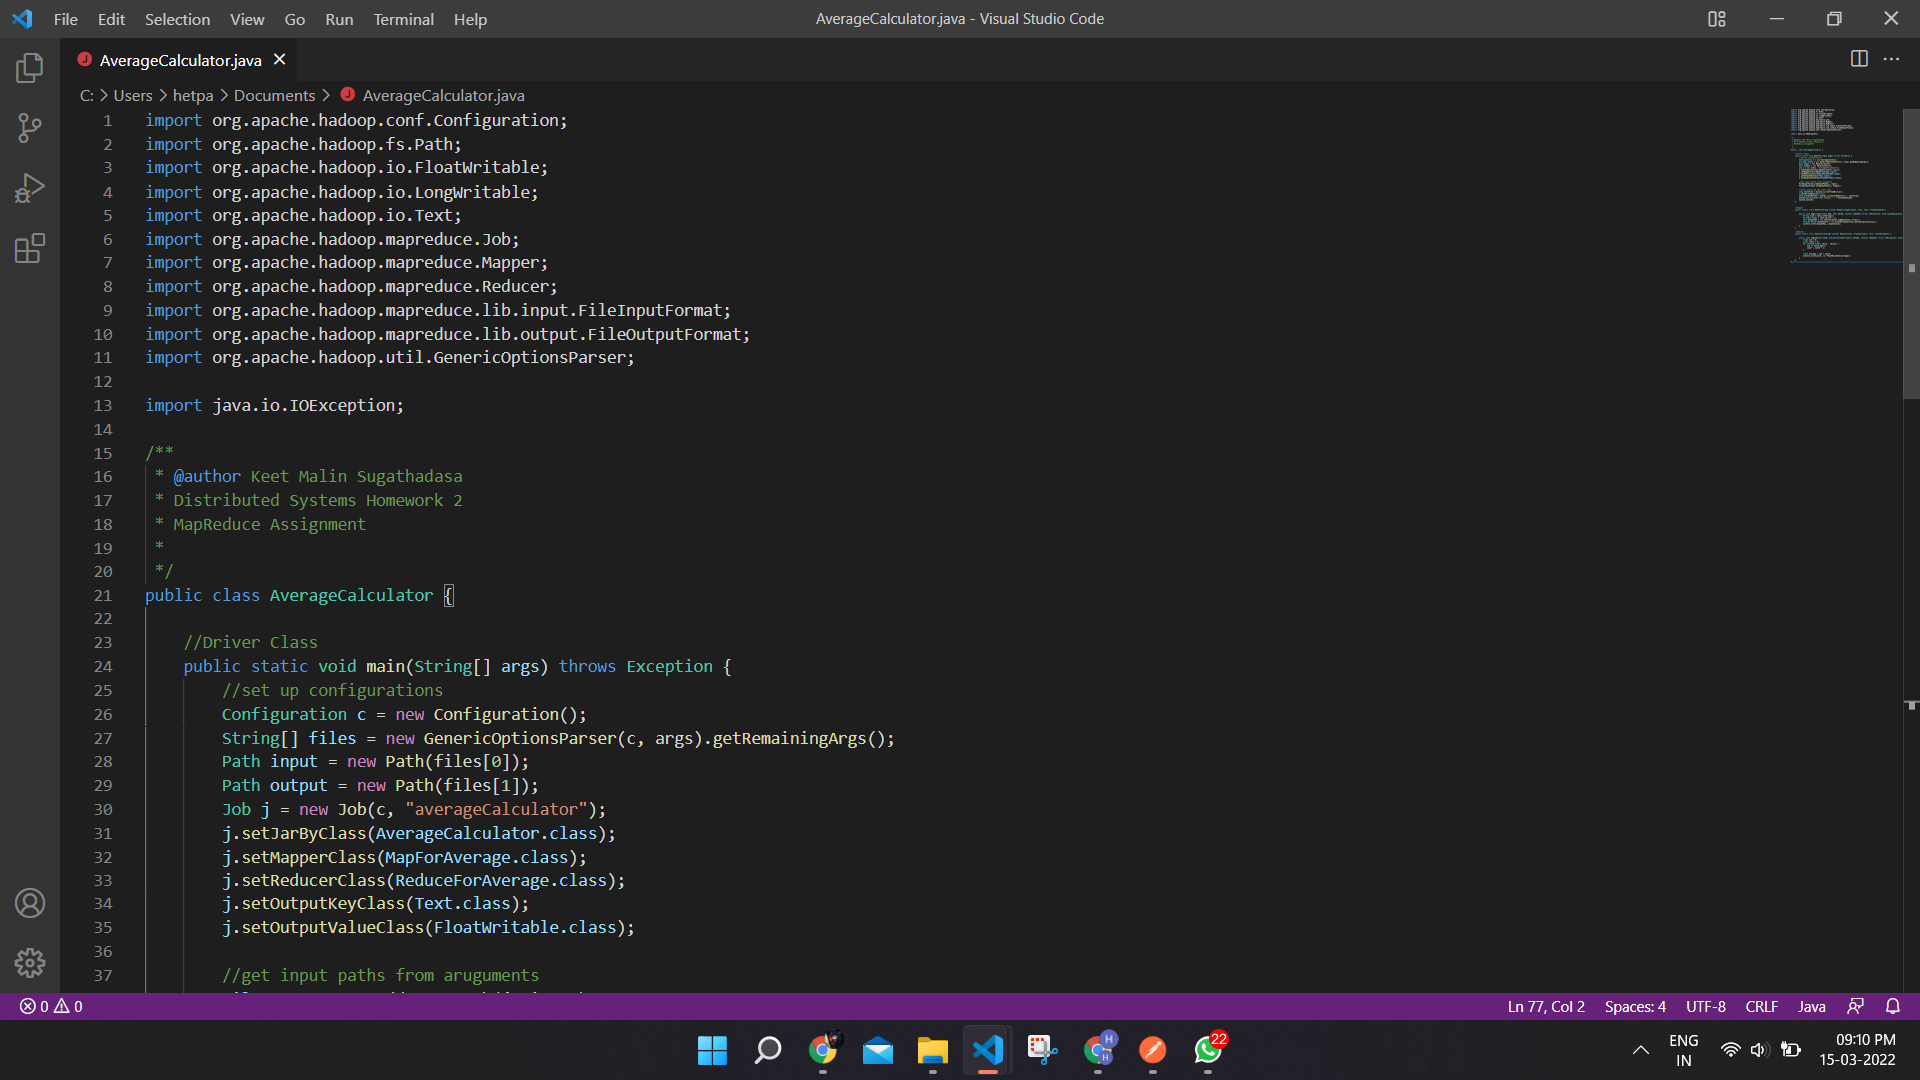 File Edit Selection View Go Run Terminal Help
AverageCalculator.java - Visual Studio Code
AverageCalculator.java
C: > Users > hetpa > Documents > AverageCalculator.java
1 import org.apache.hadoop.conf.Configuration;
2 import org.apache.hadoop.fs.Path;
3 import org.apache.hadoop.io.FloatWritable;
4 import org.apache.hadoop.io.LongWritable;
5 import org.apache.hadoop.io.Text;
6 import org.apache.hadoop.mapreduce.Job;
7 import org.apache.hadoop.mapreduce.Mapper;
8 import org.apache.hadoop.mapreduce.Reducer;
9 import org.apache.hadoop.mapreduce.lib.input.FileInputFormat;
10 import org.apache.hadoop.mapreduce.lib.output.FileOutputFormat;
11 import org.apache.hadoop.util.GenericOptionsParser;
12
13 import java.io.IOException;
14
15 /**
16 * @author Keet Malin Sugathadasa
17 * Distributed Systems Homework 2
18 * MapReduce Assignment
19 *
20 */
21 public class AverageCalculator {
22
23 //Driver Class
24 public static void main(String[] args) throws Exception {
25 //set up configurations
26 Configuration c = new Configuration();
27 String[] files = new GenericOptionsParser(c, args).getRemainingArgs();
28 Path input = new Path(files[0]);
29 Path output = new Path(files[1]);
30 Job j = new Job(c, "averageCalculator");
31 j.setJarByClass(AverageCalculator.class);
32 j.setMapperClass(MapForAverage.class);
33 j.setReducerClass(ReduceForAverage.class);
34 j.setOutputKeyClass(Text.class);
35 j.setOutputValueClass(FloatWritable.class);
36
37 //get input paths from aruguments
0 0
Ln 77, Col 2 Spaces: 4 UTF-8 CRLF Java
22
ENG
IN
09:10 PM
15-03-2022